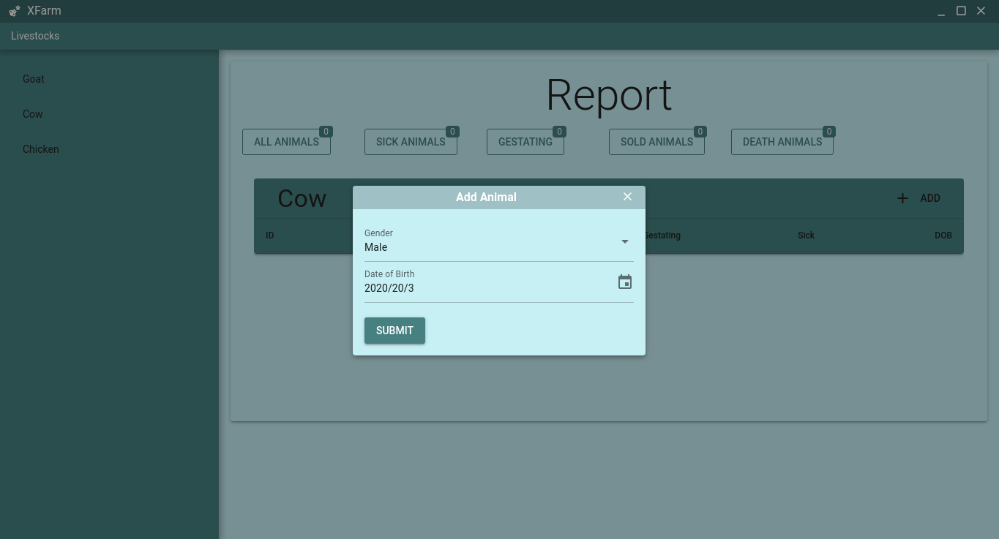 XFarm
Livestocks
Goat
Cow
Chicken
Report
ALL ANIMALS 0
SICK ANIMALS 0
GESTATING 0
SOLD ANIMALS 0
DEATH ANIMALS 0
Cow
ADD
ID
Gestating
Sick
DOB
Add Animal
Gender
Male
Date of Birth
2020/20/3
SUBMIT